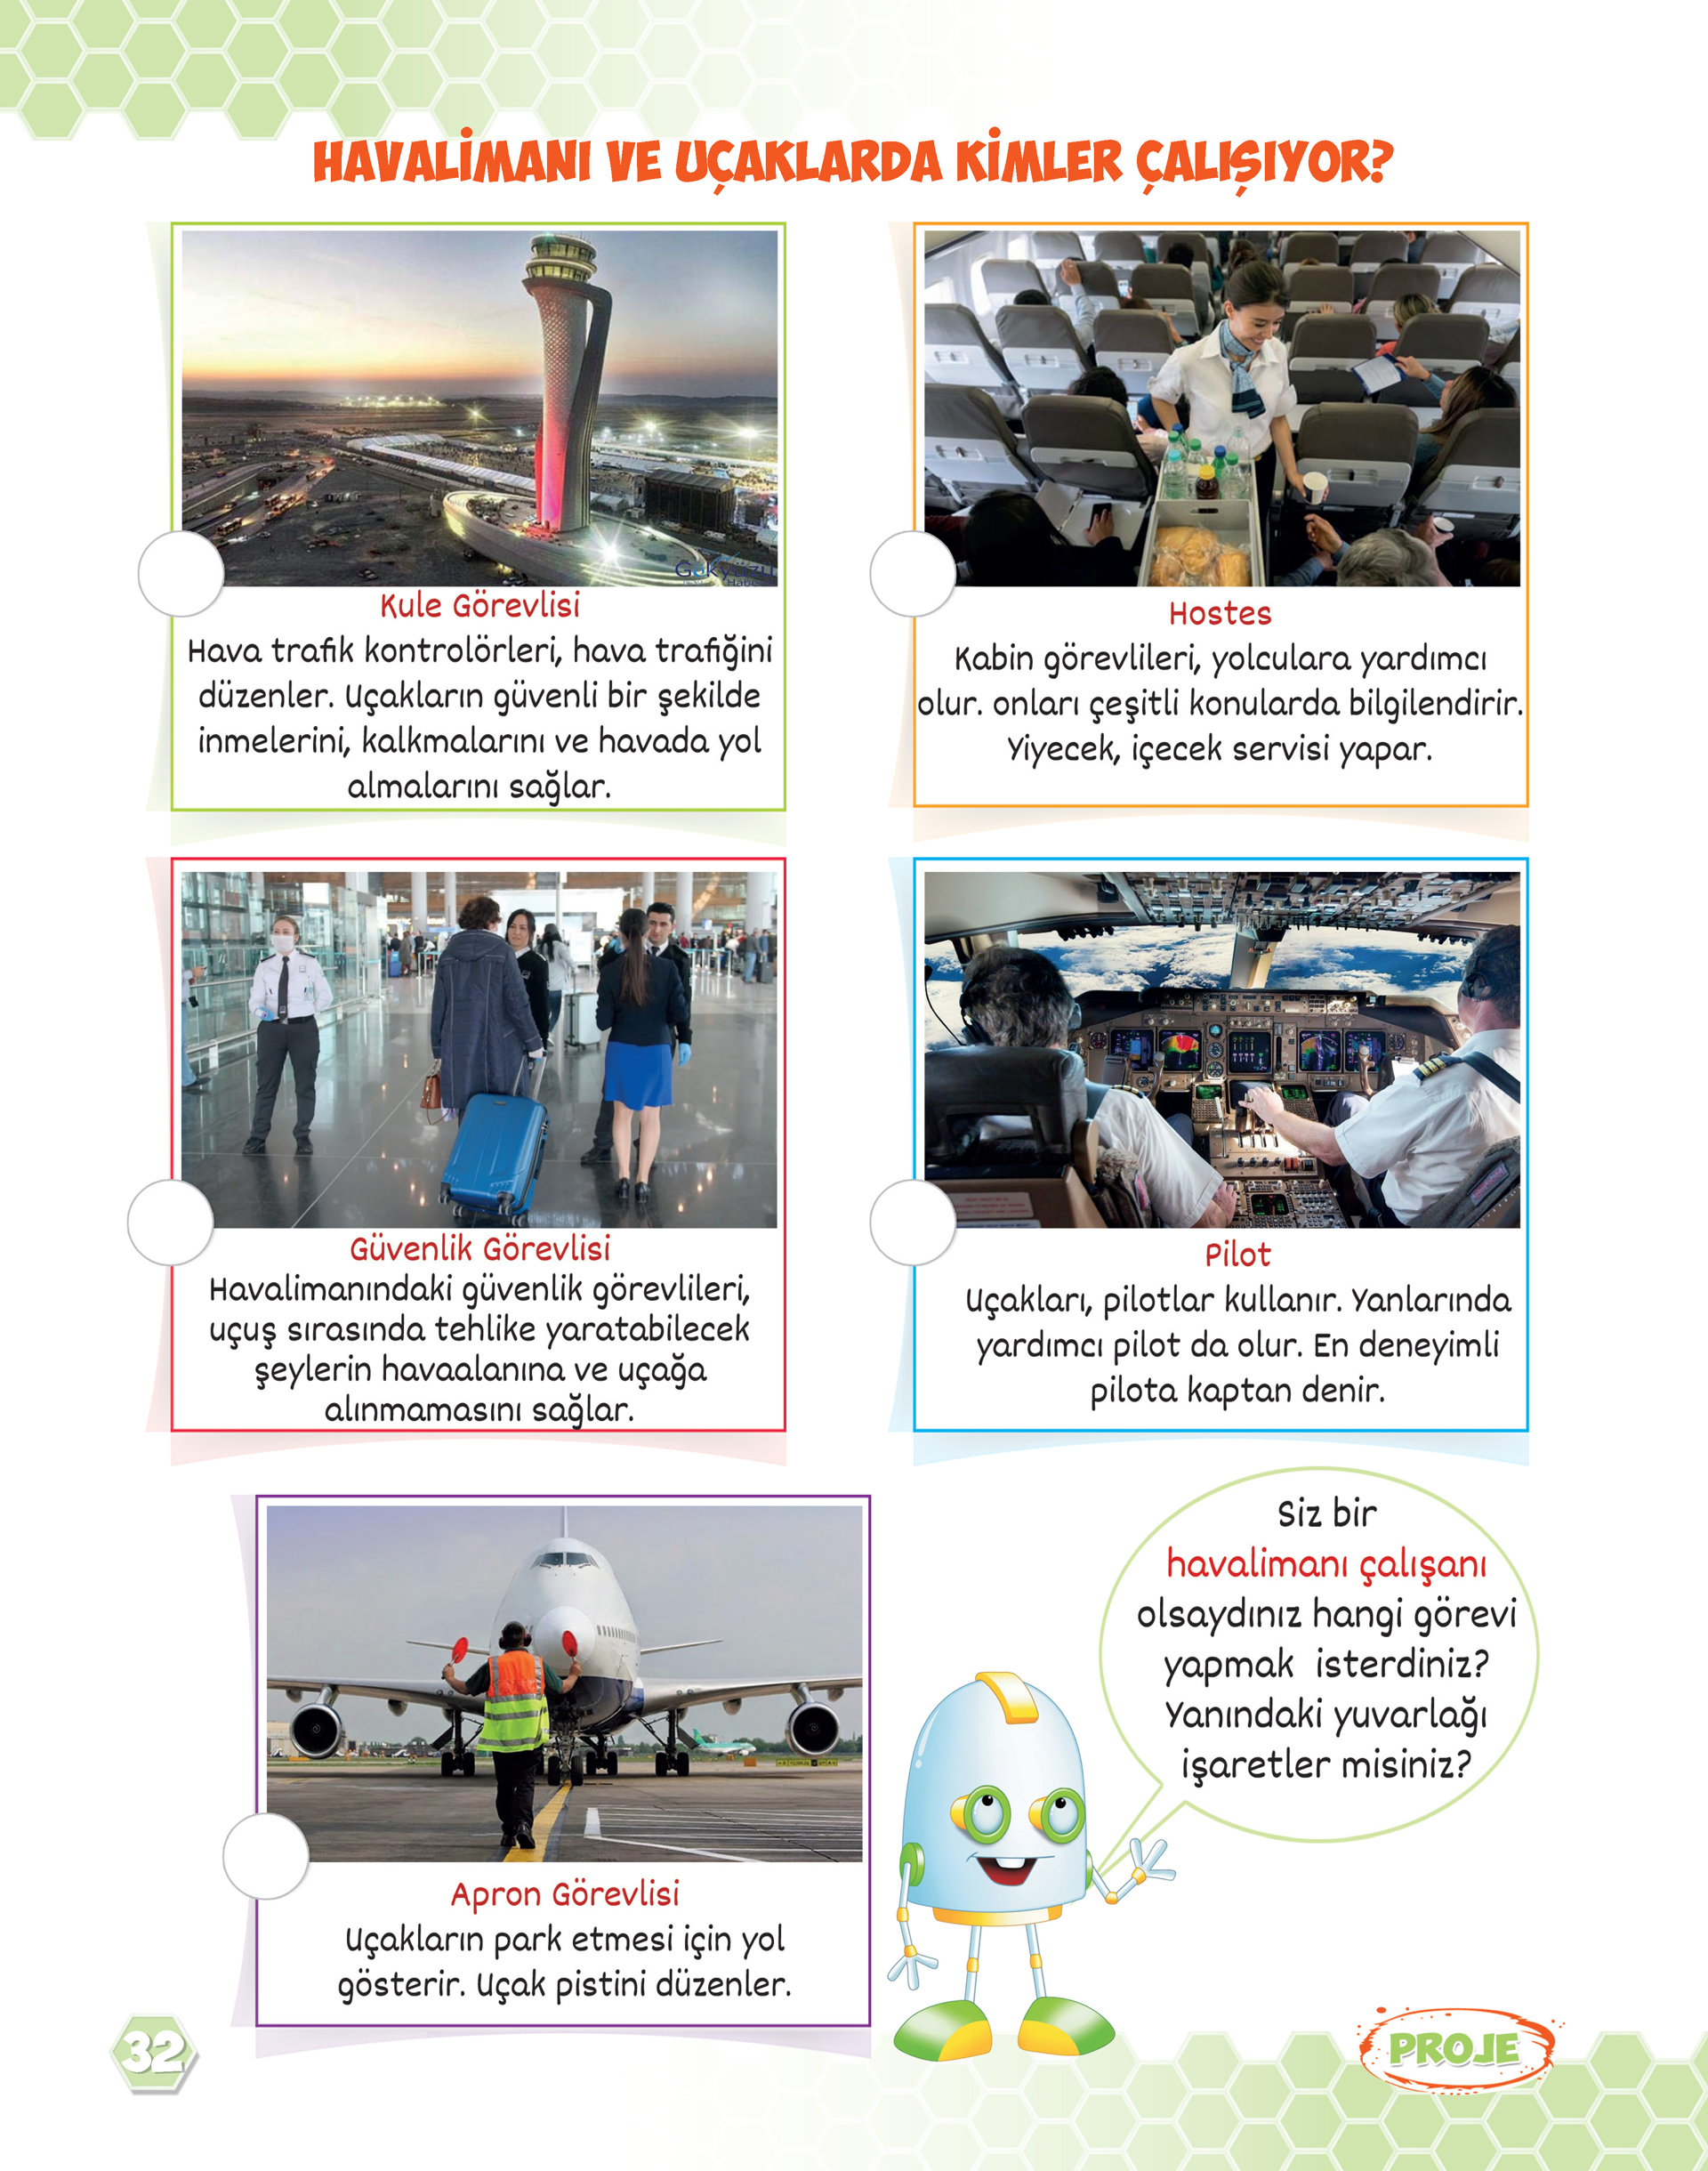 HAVALİMANI VE UÇAKLARDA KİMLER ÇALIŞIYOR?
Gökyüzü
Kule Görevlisi
Hava trafik kontrolörleri, hava trafiğini
düzenler. Uçakların güvenli bir şekilde
inmelerini, kalkmalarını ve havada yol
almalarını sağlar.
Hostes
Kabin görevlileri, yolculara yardımcı
olur. onları çeşitli konularda bilgilendirir.
Yiyecek, içecek servisi yapar.
Güvenlik Görevlisi
Havalimanındaki güvenlik görevlileri,
uçuş sırasında tehlike yaratabilecek
şeylerin havaalanına ve uçağa
alınmamasını sağlar.
Pilot
Uçakları, pilotlar kullanır. Yanlarında
yardımcı pilot da olur. En deneyimli
pilota kaptan denir.
Apron Görevlisi
Uçakların park etmesi için yol
gösterir. Uçak pistini düzenler.
Siz bir
havalimanı çalışanı
olsaydınız hangi görevi
yapmak isterdiniz?
Yanındaki yuvarlağı
işaretler misiniz?
32
PROJE